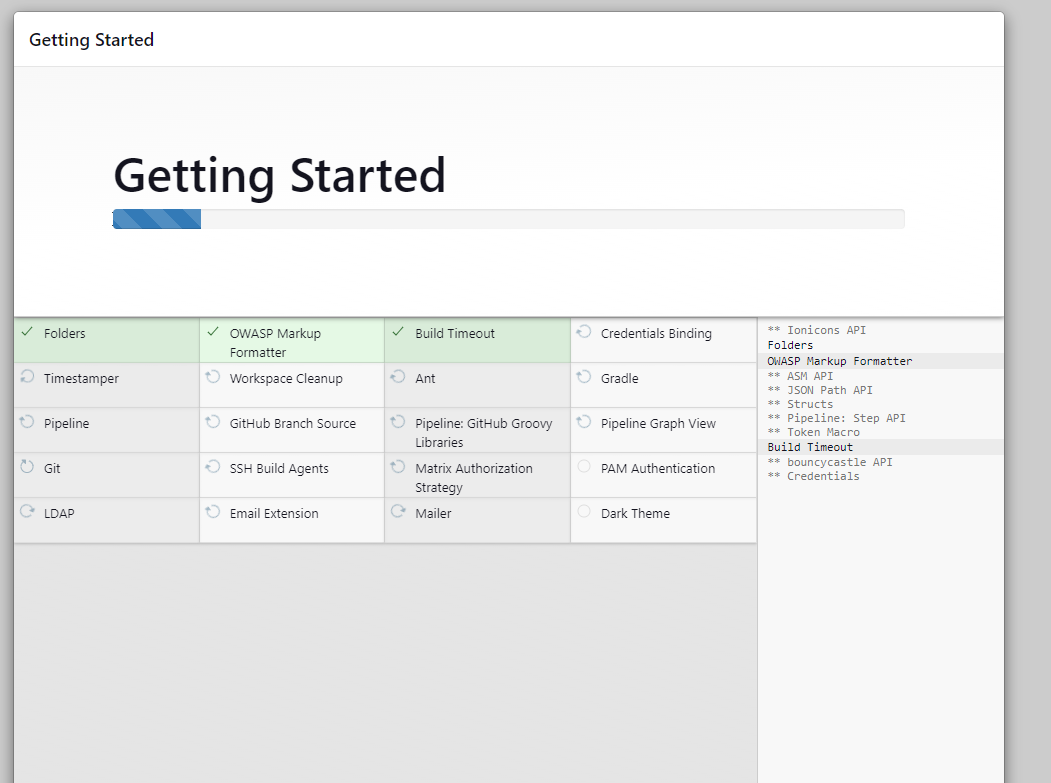 Getting Started
Getting Started
Folders
OWASP Markup
Formatter
Build Timeout
Credentials Binding
Timestamper
Workspace Cleanup
Ant
Gradle
Pipeline
GitHub Branch Source
Pipeline: GitHub Groovy
Libraries
Pipeline Graph View
Git
SSH Build Agents
Matrix Authorization
Strategy
PAM Authentication
LDAP
Email Extension
Mailer
Dark Theme
** Ionicons API
Folders
OWASP Markup Formatter
** ASM API
** JSON Path API
** Structs
** Pipeline: Step API
** Token Macro
Build Timeout
** bouncycastle API
** Credentials